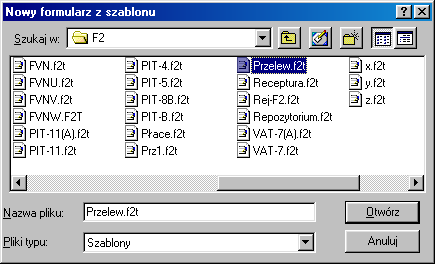 Nowy formularz z szablonu
Szukaj w: F2
FVN.f2t PIT-4.f2t Przelew.f2t x.f2t
FVNU.f2t PIT-5.f2t Receptura.f2t y.f2t
FVNV.f2t PIT-8B.f2t Rej-F2.f2t z.f2t
FVNW.F2T PIT-B.f2t Repozytorium.f2t
PIT-11(A).f2t Płace.f2t VAT-7(A).f2t
PIT-11.f2t Prz1.f2t VAT-7.f2t
Nazwa pliku: Przelew.f2t Otwórz
Pliki typu: Szablony Anuluj